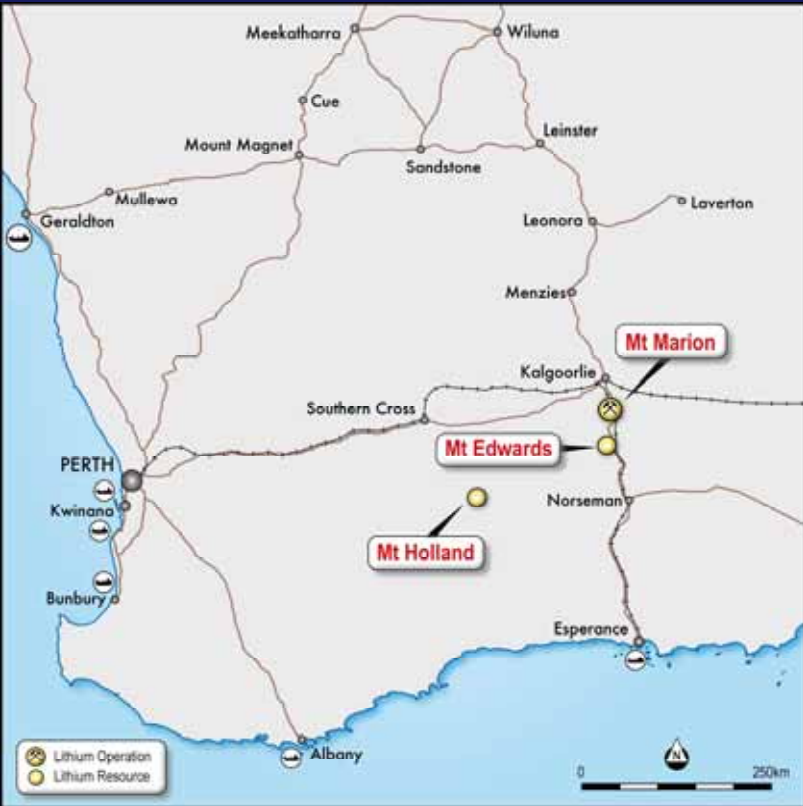 Meekatharra
Wiluna
Cue
Leinster
Mount Magnet
Sandstone
Mullewa
Laverton
Geraldton
Leonora
Menzies
Mt Marion
Kalgoorlie
Southern Cross
Mt Edwards
PERTH
Norseman
Kwinana
Mt Holland
Bunbury
Esperance
Albany
Lithium Operation
Lithium Resource
N
0
250km